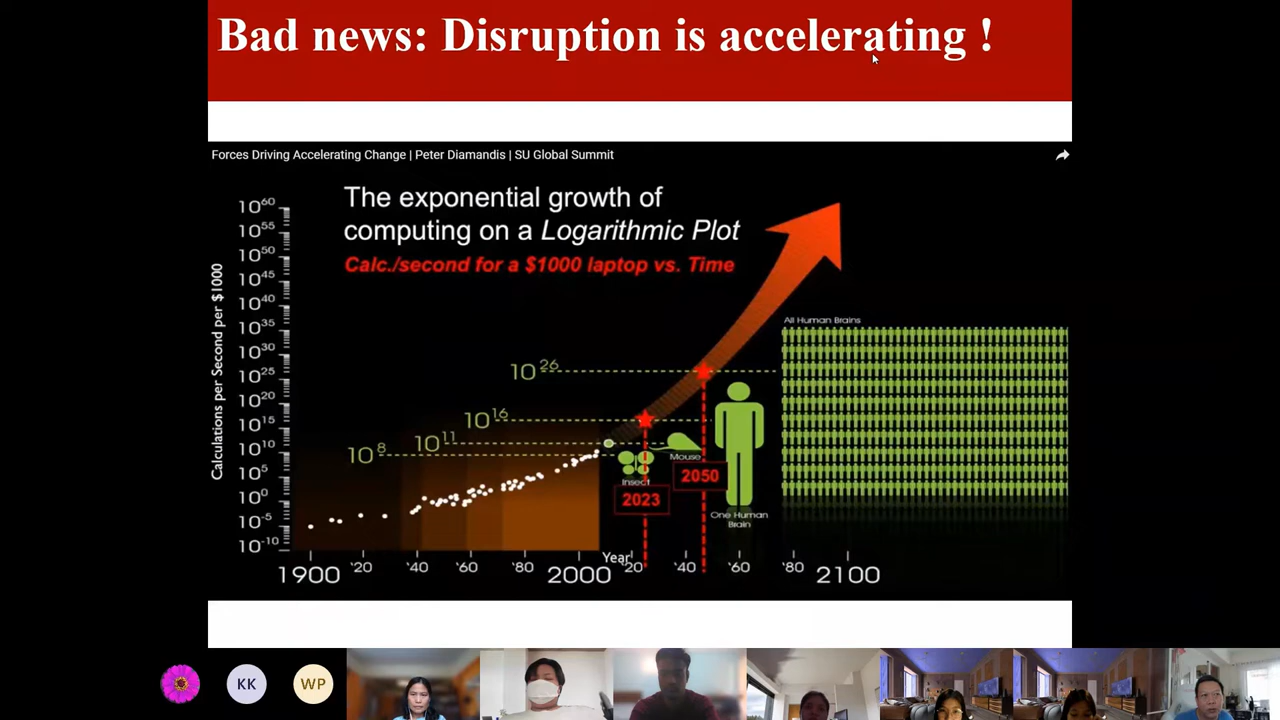 Bad news: Disruption is accelerating !
Forces Driving Accelerating Change | Peter Diamandis | SU Global Summit
The exponential growth of
computing on a Logarithmic Plot
Calc./second for a $1000 laptop vs. Time
Calculations per Second per $1000
10^60
10^55
10^50
10^45
10^40
10^35
10^30
10^25
10^20
10^15
10^10
10^5
10^0
10^-5
10^-10
All Human Brains
10^26
10^16
10^11
10^8
Mouse
Insect
2050
2023
One Human
Brain
Year
1900 '20 '40 '60 '80 2000 '20 '40 '60 '80 2100
KK
WP